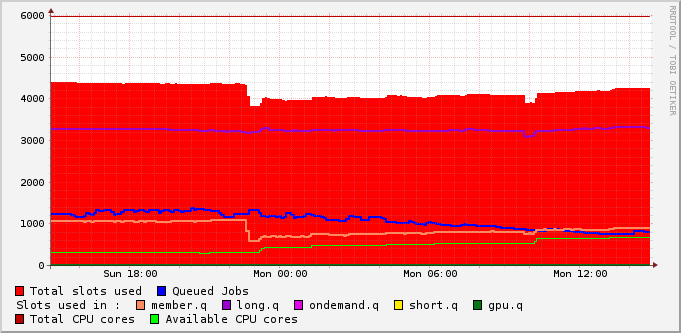 6000
5000
4000
3000
2000
1000
0
Sun 18:00 Mon 00:00 Mon 06:00 Mon 12:00
Total slots used Queued Jobs
Slots used in : member.q long.q ondemand.q short.q gpu.q
Total CPU cores Available CPU cores
RRDTOOL / TOBI OETIKER